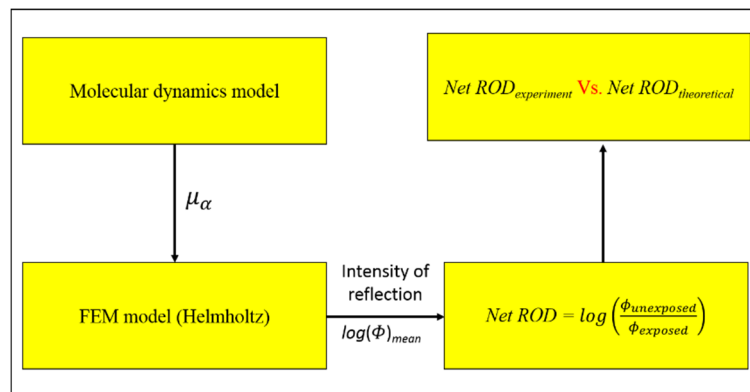 Molecular dynamics model
Net ROD_experiment Vs. Net ROD_theoretical
μ_α
FEM model (Helmholtz)
Intensity of
reflection
log(Φ)_mean
Net ROD = log(ϕ_unexposed/ϕ_exposed)